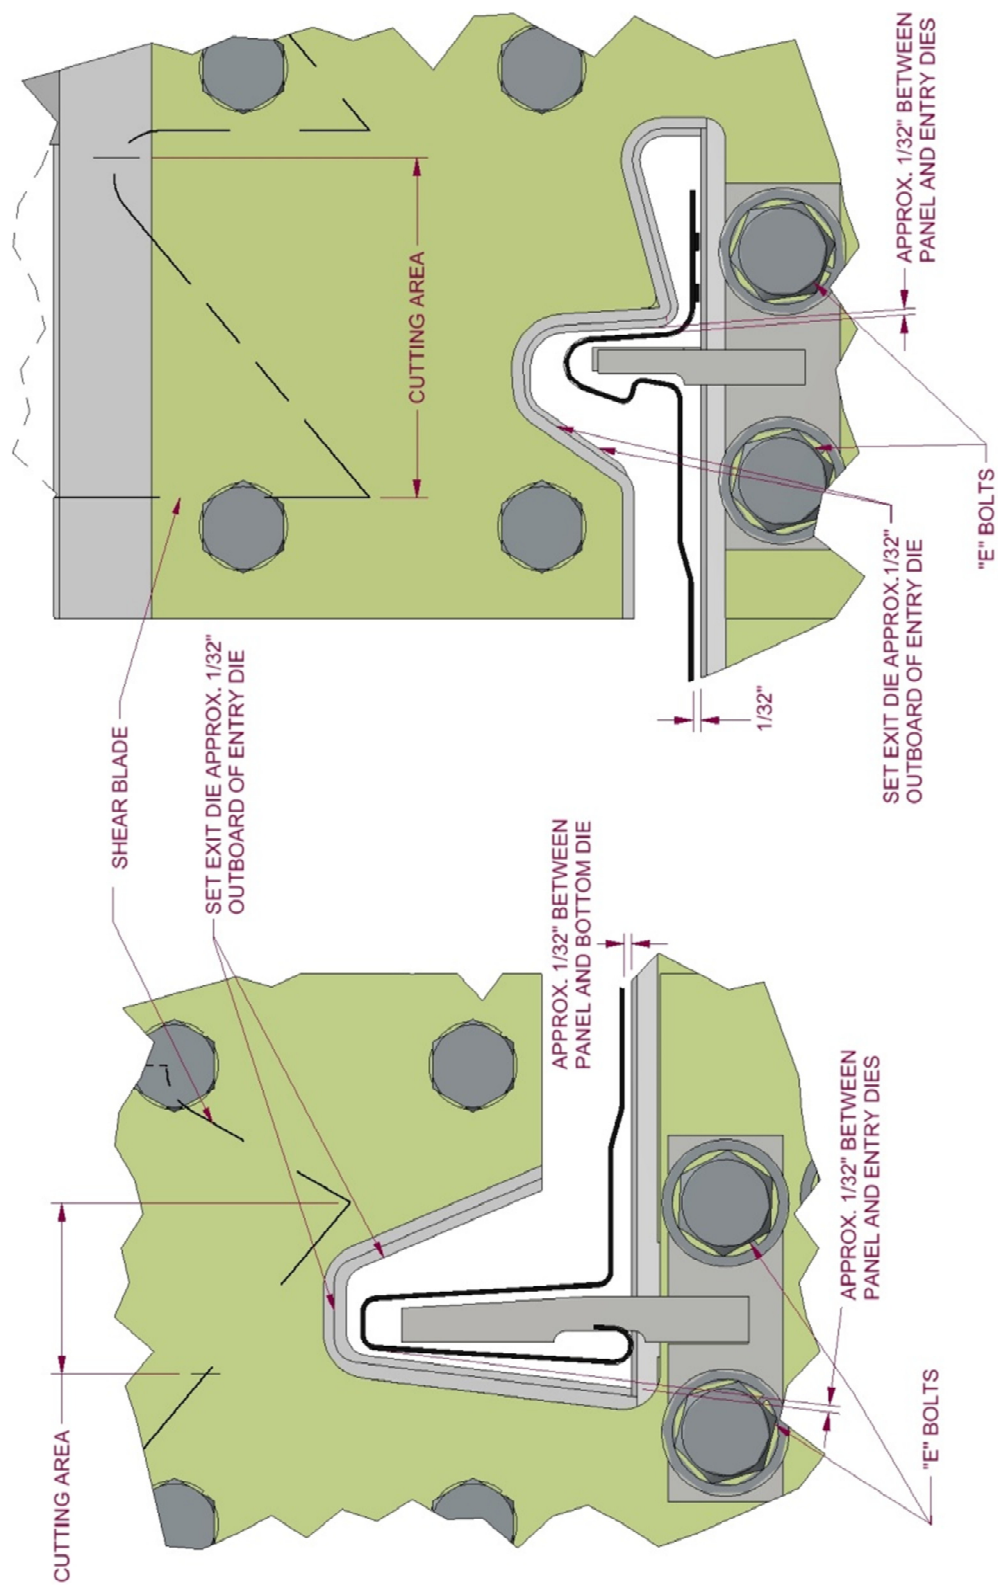 CUTTING AREA
SHEAR BLADE
SET EXIT DIE APPROX. 1/32"
OUTBOARD OF ENTRY DIE
APPROX. 1/32" BETWEEN
PANEL AND BOTTOM DIE
APPROX. 1/32" BETWEEN
PANEL AND ENTRY DIES
"E" BOLTS
CUTTING AREA
1/32"
SET EXIT DIE APPROX.1/32"
OUTBOARD OF ENTRY DIE
APPROX. 1/32" BETWEEN
PANEL AND ENTRY DIES
"E" BOLTS